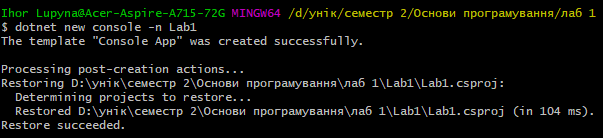 Ihor Lupyna@Acer-Aspire-A715-72G MINGW64 /d/унік/семестр 2/Основи програмування/лаб 1
$ dotnet new console -n Lab1
The template "Console App" was created successfully.
Processing post-creation actions...
Restoring D:\унік\семестр 2\Основи програмування\лаб 1\Lab1\Lab1.csproj:
Determining projects to restore...
Restored D:\унік\семестр 2\Основи програмування\лаб 1\Lab1\Lab1.csproj (in 104 ms).
Restore succeeded.